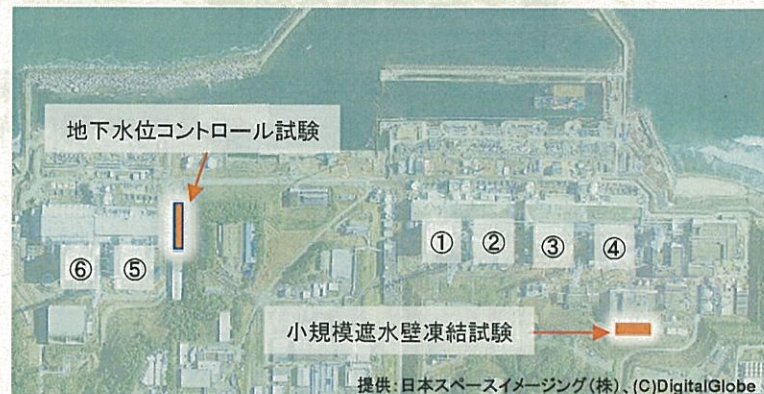 地下水位コントロール試験
① ② ③ ④
⑥ ⑤
小規模遮水壁凍結試験
提供:日本スペースイメージング(株)、(C)DigitalGlobe